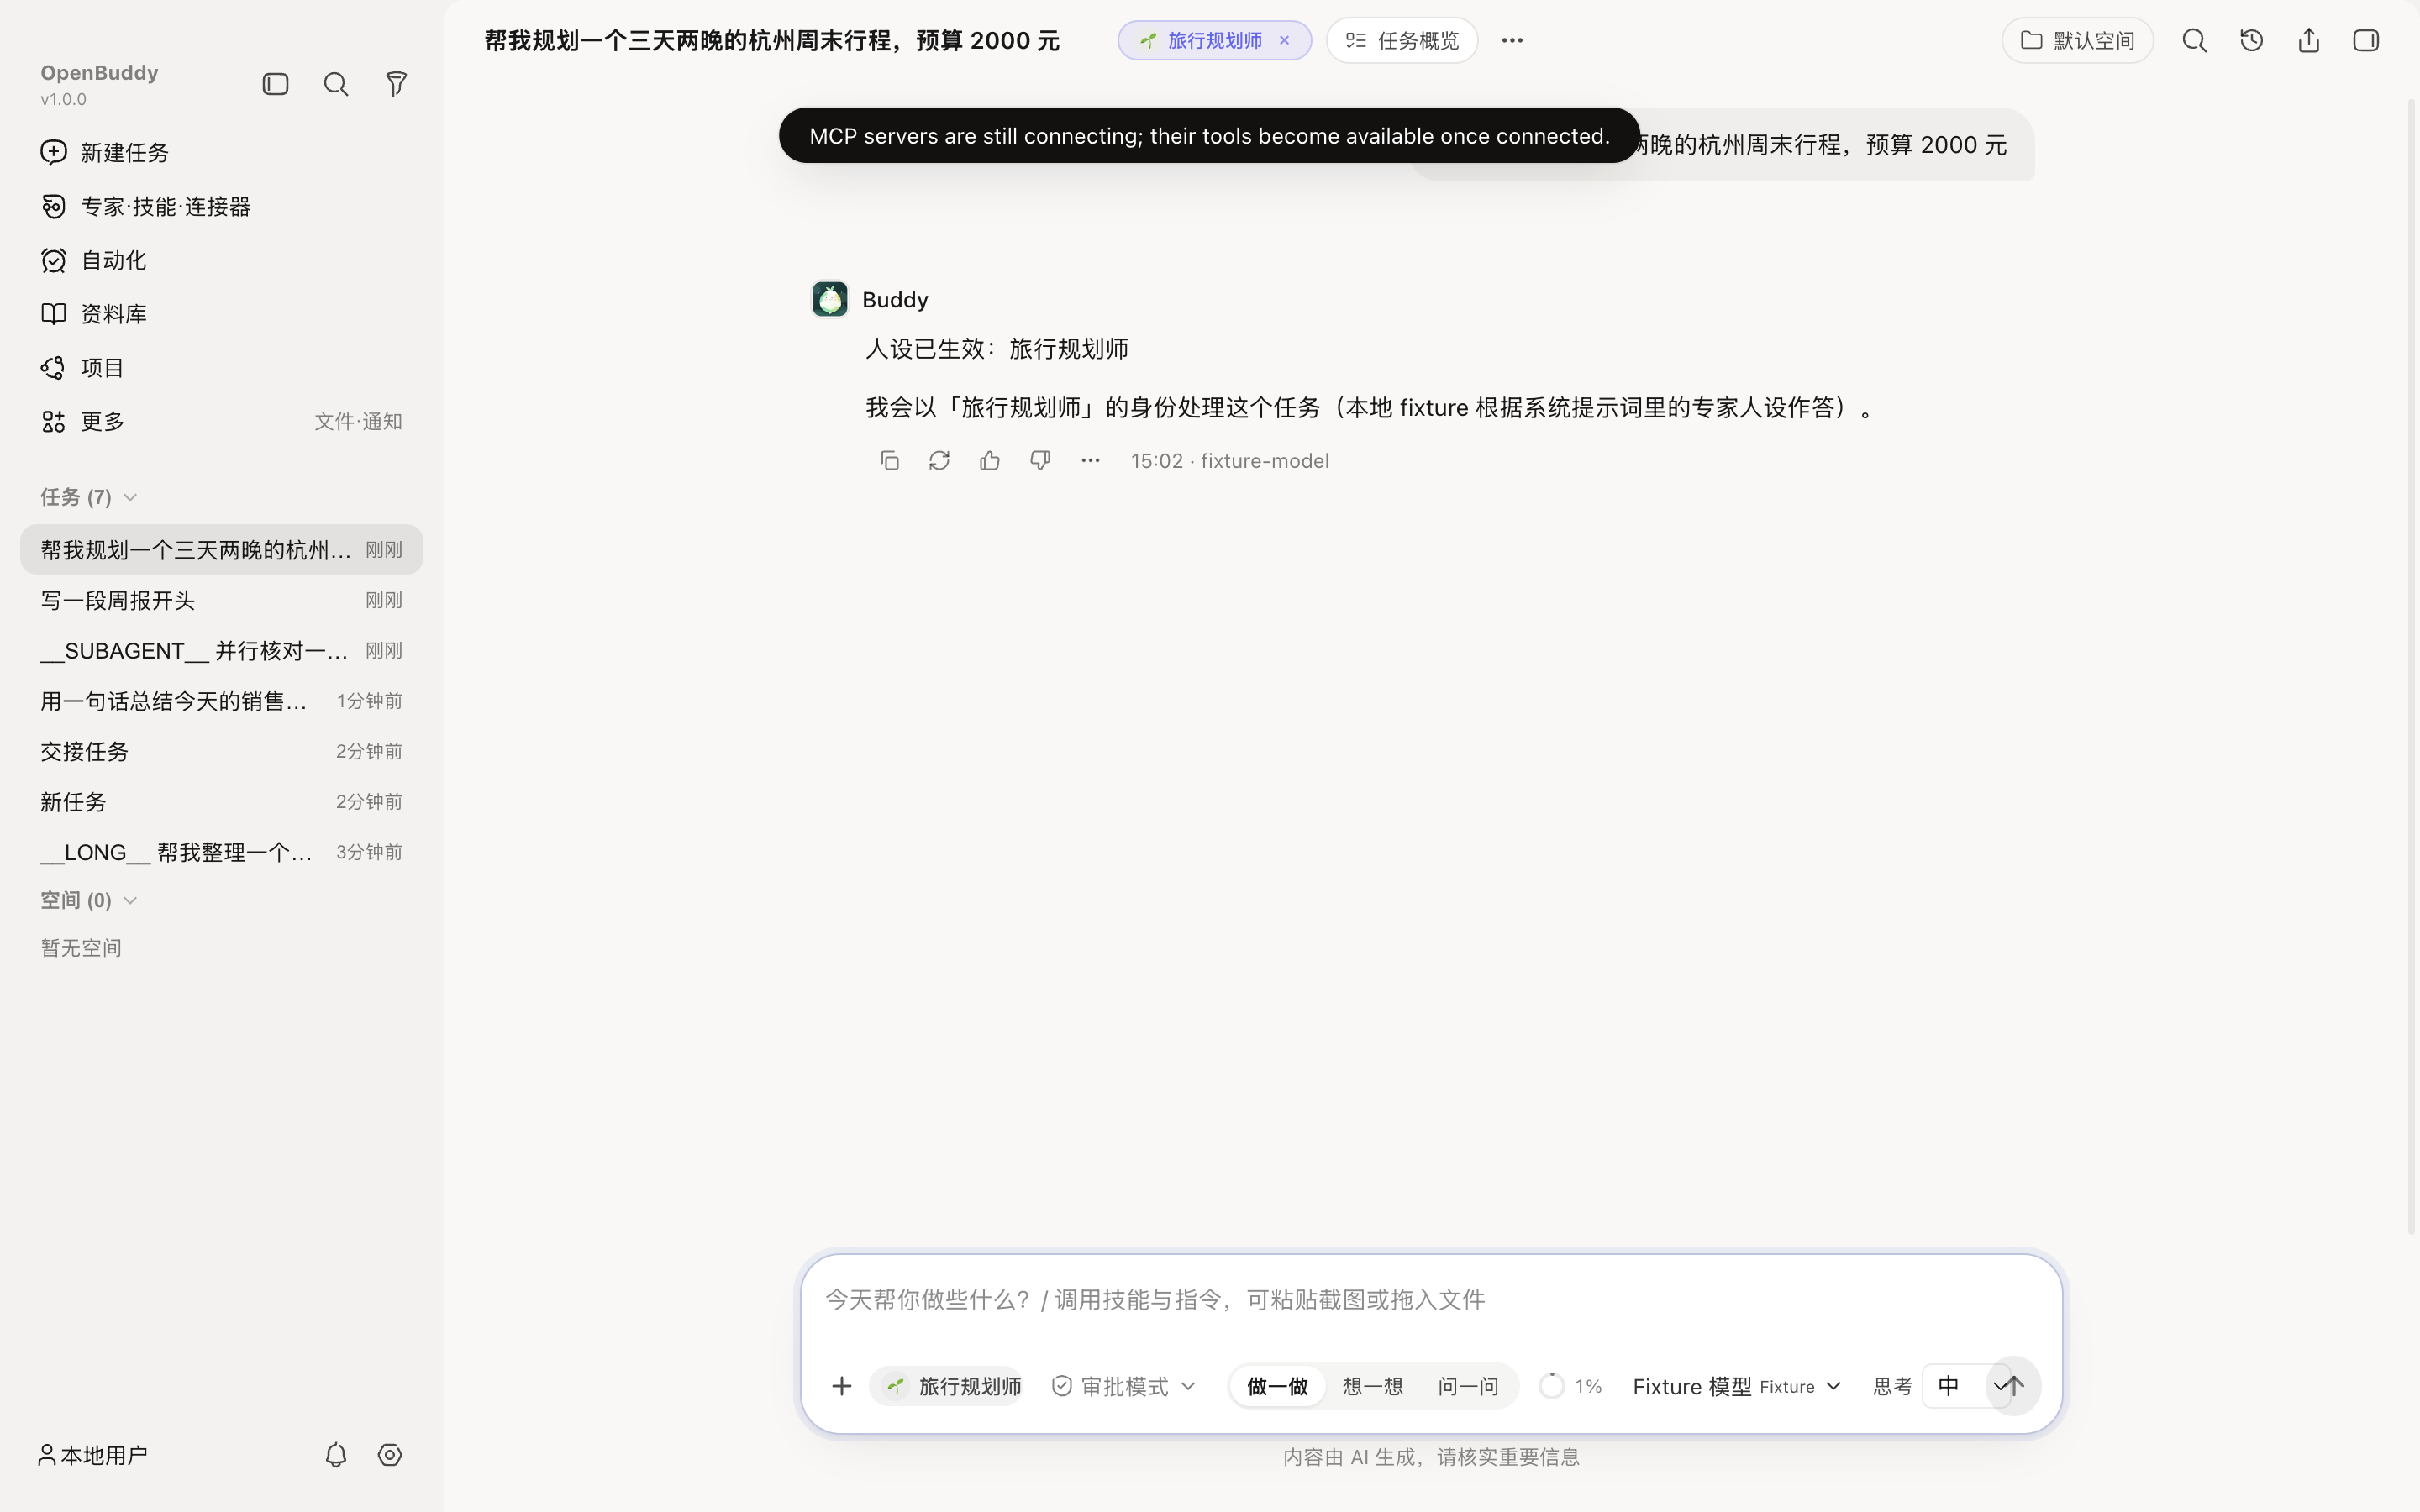 OpenBuddy
v1.0.0
新建任务
专家·技能·连接器
自动化
资料库
项目
更多 文件·通知
任务 (7)
帮我规划一个三天两晚的杭州... 刚刚
写一段周报开头 刚刚
__SUBAGENT__ 并行核对一... 刚刚
用一句话总结今天的销售... 1分钟前
交接任务 2分钟前
新任务 2分钟前
__LONG__ 帮我整理一个... 3分钟前
空间 (0)
暂无空间
本地用户
帮我规划一个三天两晚的杭州周末行程，预算 2000 元 旅行规划师 × 任务概览 默认空间
MCP servers are still connecting; their tools become available once connected.
晚的杭州周末行程，预算 2000 元
Buddy
人设已生效：旅行规划师
我会以「旅行规划师」的身份处理这个任务（本地 fixture 根据系统提示词里的专家人设作答）。
15:02 · fixture-model
今天帮你做些什么？/ 调用技能与指令，可粘贴截图或拖入文件
旅行规划师 审批模式 做一做 想一想 问一问 1% Fixture 模型 Fixture 思考 中
内容由 AI 生成，请核实重要信息